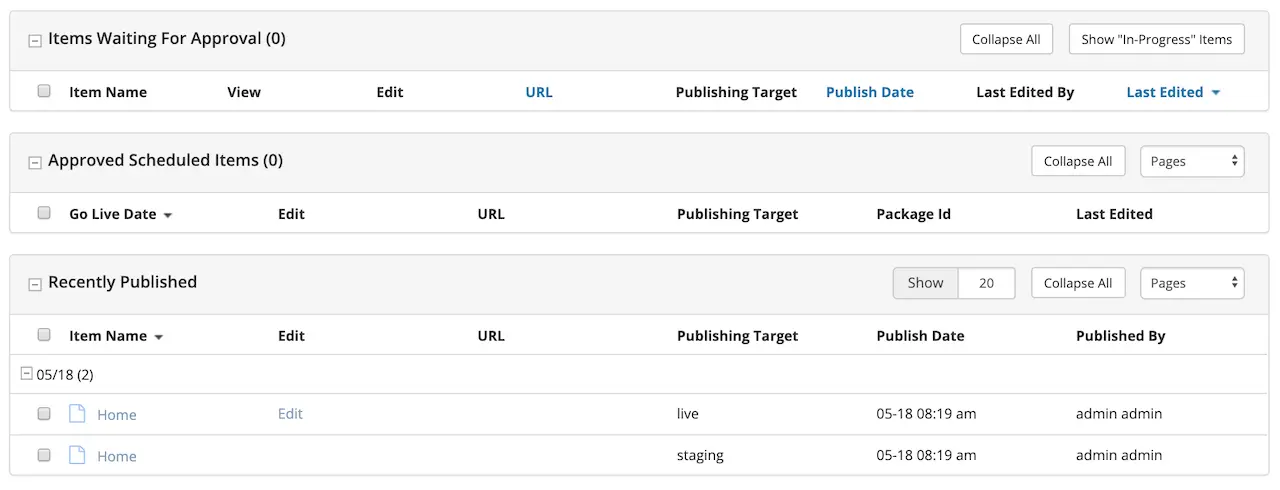 Items Waiting For Approval (0) Collapse All Show "In-Progress" Items
Item Name View Edit URL Publishing Target Publish Date Last Edited By Last Edited
Approved Scheduled Items (0) Collapse All Pages
Go Live Date Edit URL Publishing Target Package Id Last Edited
Recently Published Show 20 Collapse All Pages
Item Name Edit URL Publishing Target Publish Date Published By
05/18 (2)
Home Edit live 05-18 08:19 am admin admin
Home staging 05-18 08:19 am admin admin